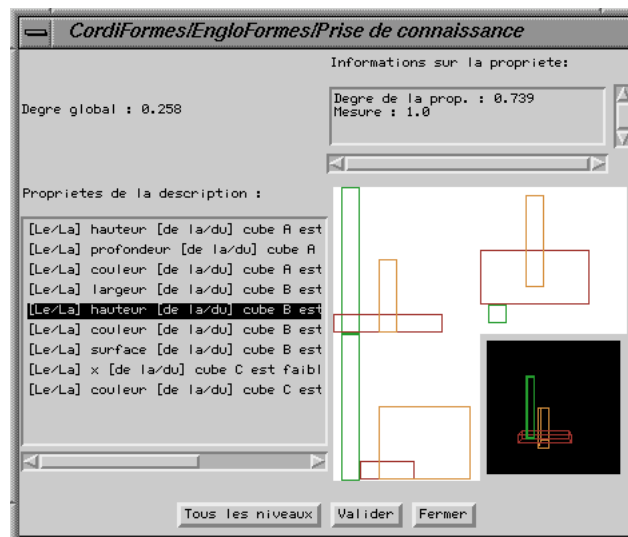 CordiFormes/EngloFormes/Prise de connaissance
Informations sur la propriete:
Degre global : 0.258
Degre de la prop. : 0.739
Mesure : 1.0
Proprietes de la description :
[Le/La] hauteur [de la/du] cube A est
[Le/La] profondeur [de la/du] cube A
[Le/La] couleur [de la/du] cube A est
[Le/La] largeur [de la/du] cube B est
[Le/La] hauteur [de la/du] cube B est
[Le/La] couleur [de la/du] cube B est
[Le/La] surface [de la/du] cube B est
[Le/La] x [de la/du] cube C est faibl
[Le/La] couleur [de la/du] cube C est
Tous les niveaux
Valider
Fermer